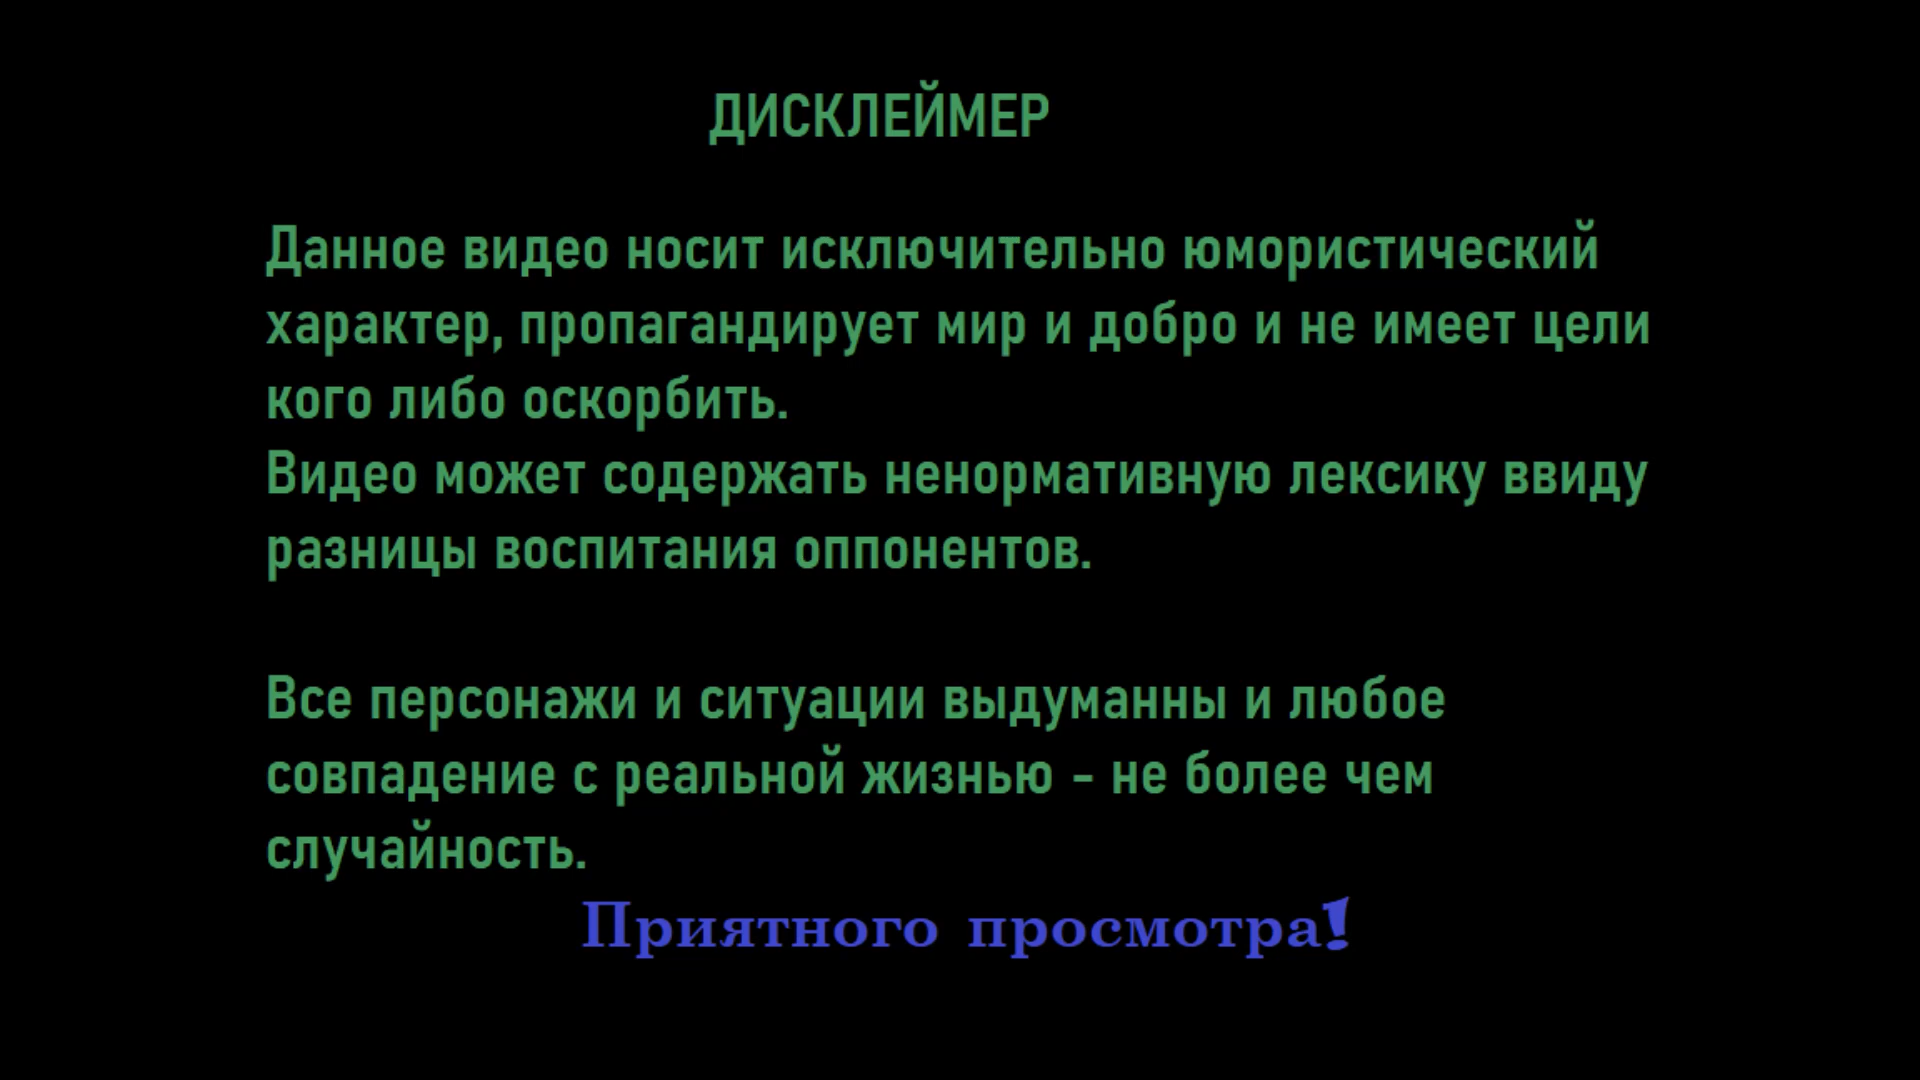 ДИСКЛЕЙМЕР
Данное видео носит исключительно юмористический
характер, пропагандирует мир и добро и не имеет цели
кого либо оскорбить.
Видео может содержать ненормативную лексику ввиду
разницы воспитания оппонентов.
Все персонажи и ситуации выдуманны и любое
совпадение с реальной жизнью - не более чем
случайность.
Приятного просмотра!